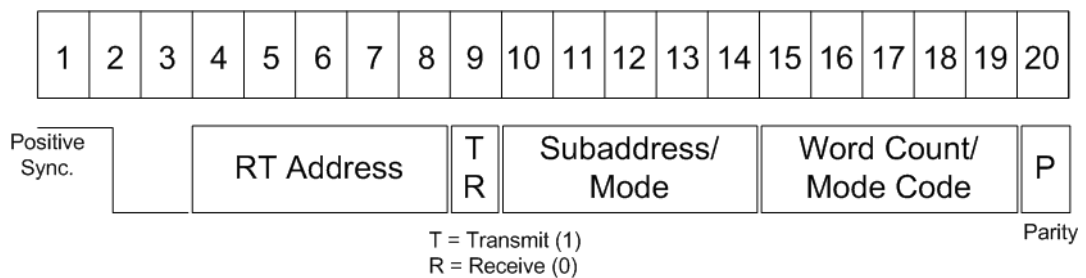 1 2 3 4 5 6 7 8 9 10 11 12 13 14 15 16 17 18 19 20
Positive
Sync.
RT Address
T
R
Subaddress/
Mode
Word Count/
Mode Code
P
T = Transmit (1)
R = Receive (0)
Parity